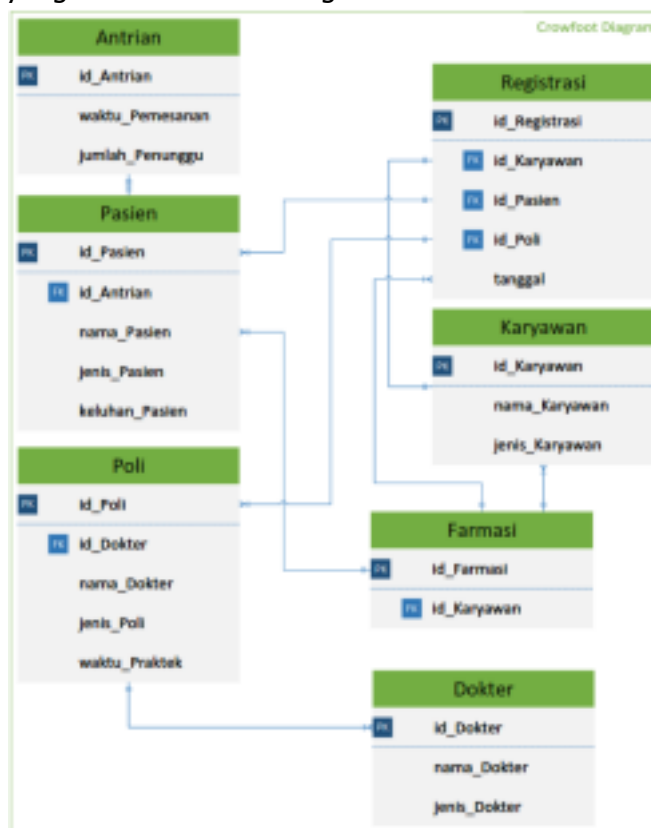 Crowfoot Diagram
Antrian
PK id_Antrian
waktu_Pemesanan
jumlah_Penunggu
Pasien
PK id_Pasien
FK id_Antrian
nama_Pasien
jenis_Pasien
keluhan_Pasien
Poli
PK id_Poli
FK id_Dokter
nama_Dokter
jenis_Poli
waktu_Praktek
Registrasi
PK id_Registrasi
FK id_Karyawan
FK id_Pasien
FK id_Poli
tanggal
Karyawan
PK id_Karyawan
nama_Karyawan
jenis_Karyawan
Farmasi
PK id_Farmasi
FK id_Karyawan
Dokter
PK id_Dokter
nama_Dokter
jenis_Dokter